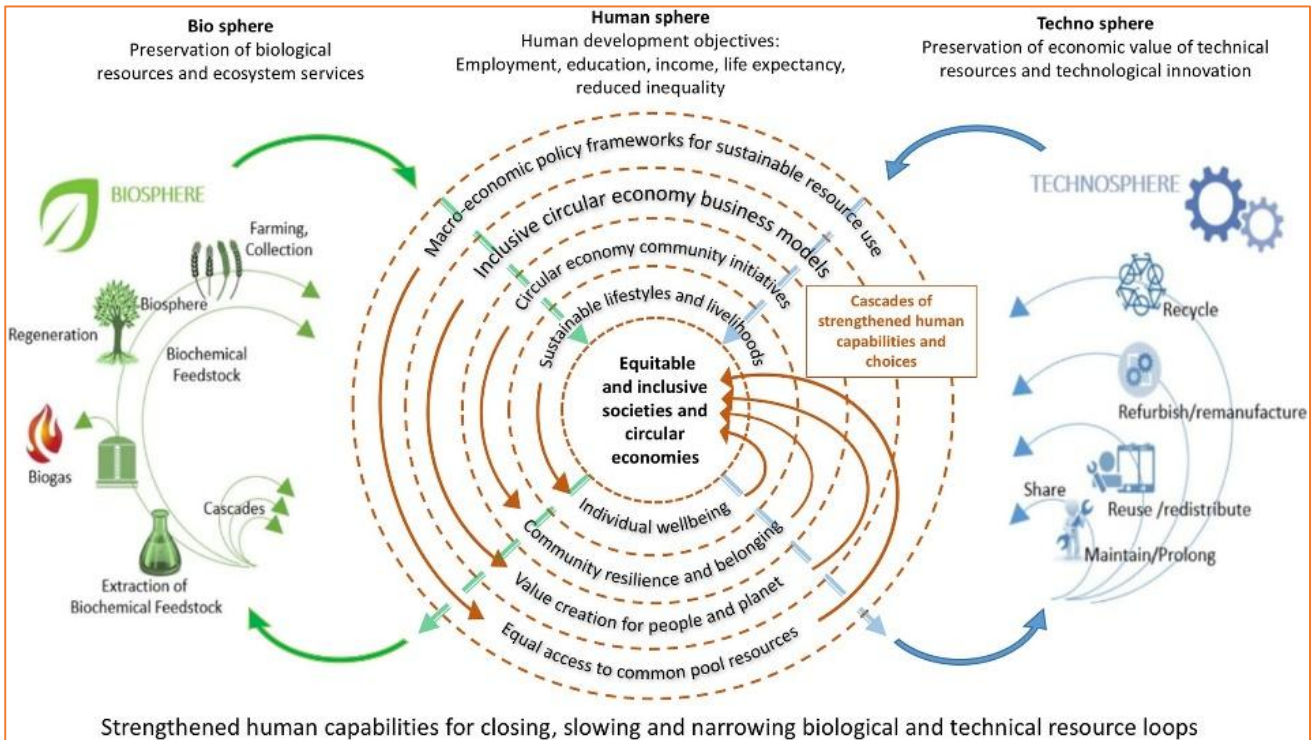 Bio sphere
Preservation of biological
resources and ecosystem services
Human sphere
Human development objectives:
Employment, education, income, life expectancy,
reduced inequality
Techno sphere
Preservation of economic value of technical
resources and technological innovation
BIOSPHERE
Farming,
Collection
Biosphere
Regeneration
Biochemical
Feedstock
Biogas
Cascades
Extraction of
Biochemical Feedstock
Macro-economic policy frameworks for sustainable resource use
Inclusive circular economy business models
Circular economy community initiatives
Sustainable lifestyles and livelihoods
Equitable
and inclusive
societies and
circular
economies
Cascades of
strengthened human
capabilities and
choices
Individual wellbeing
Community resilience and belonging
Value creation for people and planet
Equal access to common pool resources
TECHNOSPHERE
Recycle
Refurbish/remanufacture
Share
Reuse /redistribute
Maintain/Prolong
Strengthened human capabilities for closing, slowing and narrowing biological and technical resource loops